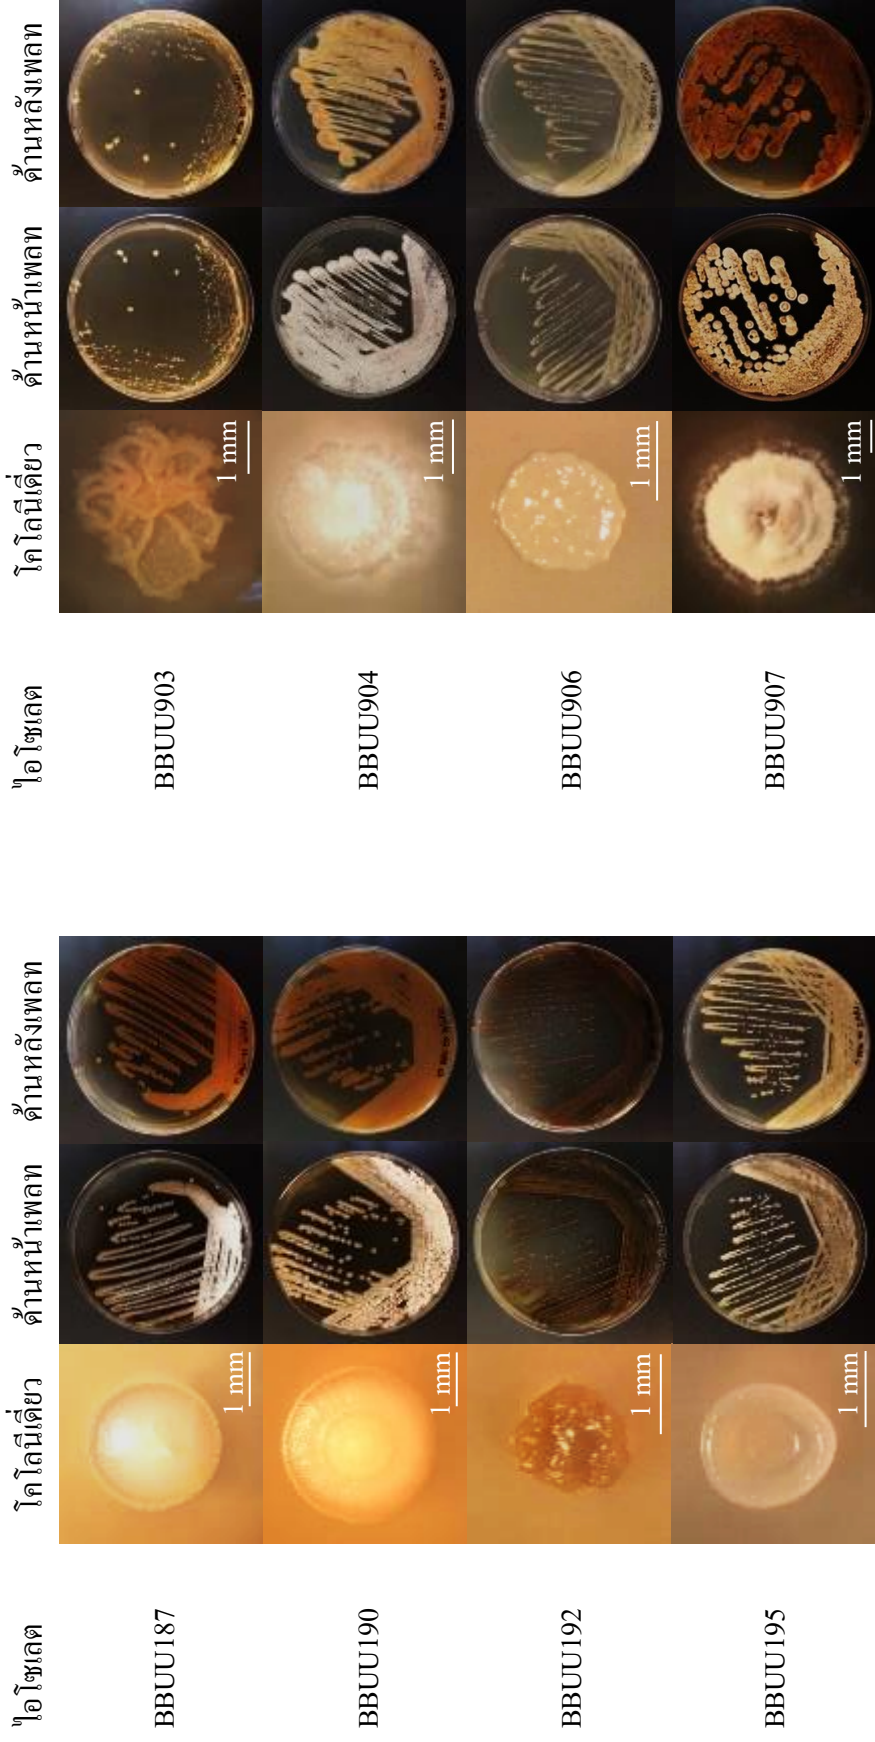 ไอโซเลต โคโลนีเดี่ยว ด้านหน้าเพลท ด้านหลังเพลท ไอโซเลต โคโลนีเดี่ยว ด้านหน้าเพลท ด้านหลังเพลท
BBUU187 1 mm BBUU903 1 mm
BBUU190 1 mm BBUU904 1 mm
BBUU192 1 mm BBUU906 1 mm
BBUU195 1 mm BBUU907 1 mm